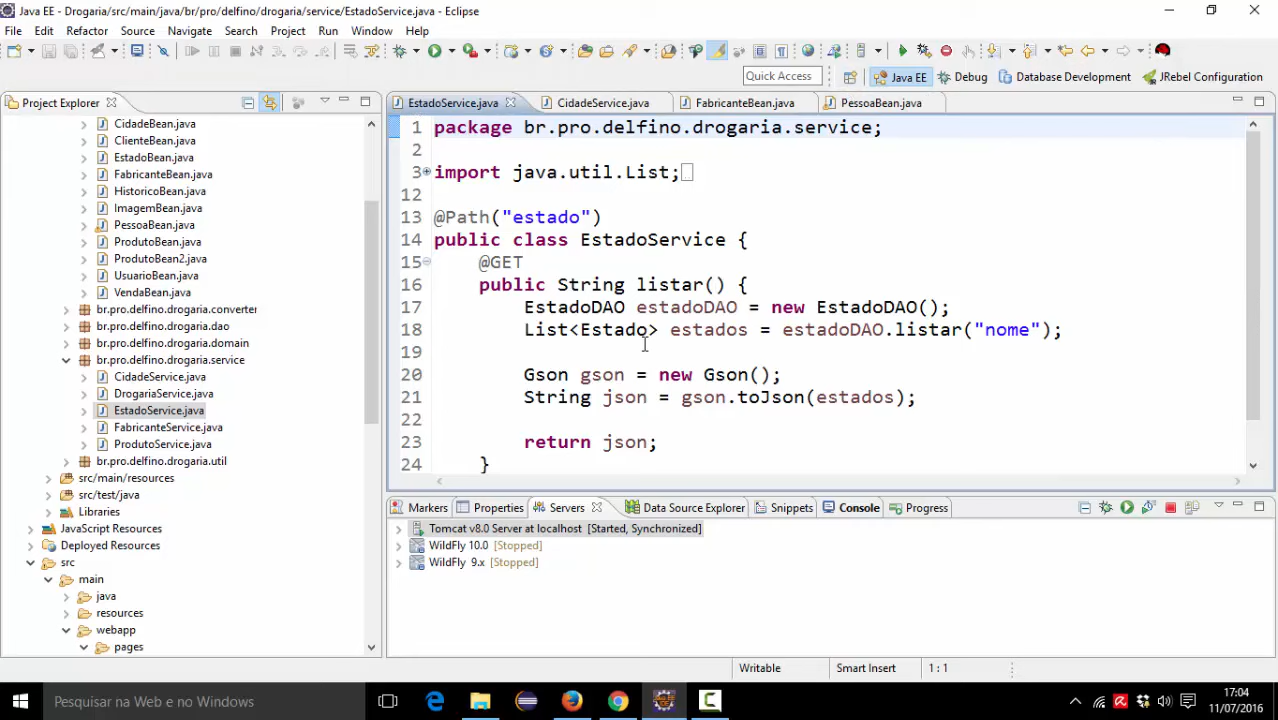 Java EE - Drogaria/src/main/java/br/pro/delfino/drogaria/service/EstadoService.java - Eclipse
File Edit Refactor Source Navigate Search Project Run Window Help
Quick Access
Java EE Debug Database Development JRebel Configuration
Project Explorer
CidadeBean.java
ClienteBean.java
EstadoBean.java
FabricanteBean.java
HistoricoBean.java
ImagemBean.java
PessoaBean.java
ProdutoBean.java
ProdutoBean2.java
UsuarioBean.java
VendaBean.java
br.pro.delfino.drogaria.converter
br.pro.delfino.drogaria.dao
br.pro.delfino.drogaria.domain
br.pro.delfino.drogaria.service
CidadeService.java
DrogariaService.java
EstadoService.java
FabricanteService.java
ProdutoService.java
br.pro.delfino.drogaria.util
src/main/resources
src/test/java
Libraries
JavaScript Resources
Deployed Resources
src
main
java
resources
webapp
pages
EstadoService.java CidadeService.java FabricanteBean.java PessoaBean.java
1 package br.pro.delfino.drogaria.service;
2
3 import java.util.List;
12
13 @Path("estado")
14 public class EstadoService {
15 @GET
16 public String listar() {
17 EstadoDAO estadoDAO = new EstadoDAO();
18 List<Estado> estados = estadoDAO.listar("nome");
19
20 Gson gson = new Gson();
21 String json = gson.toJson(estados);
22
23 return json;
24 }
Markers Properties Servers Data Source Explorer Snippets Console Progress
Tomcat v8.0 Server at localhost [Started, Synchronized]
WildFly 10.0 [Stopped]
WildFly 9.x [Stopped]
Writable Smart Insert 1 : 1
Pesquisar na Web e no Windows
17:04
11/07/2016